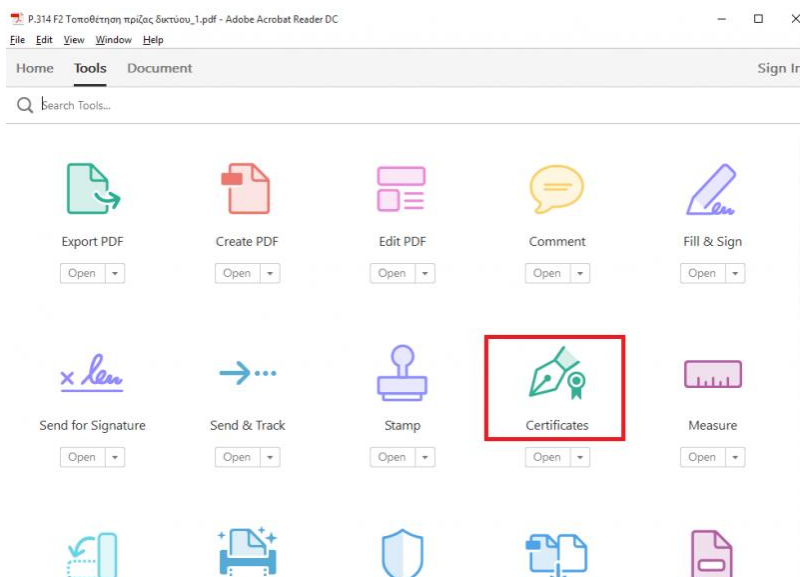 P.314 F2 Τοποθέτηση πρίζας δικτύου_1.pdf - Adobe Acrobat Reader DC
File Edit View Window Help
Home Tools Document Sign In
Search Tools...
Export PDF Create PDF Edit PDF Comment Fill & Sign
Open Open Open Open Open
Send for Signature Send & Track Stamp Certificates Measure
Open Open Open Open Open